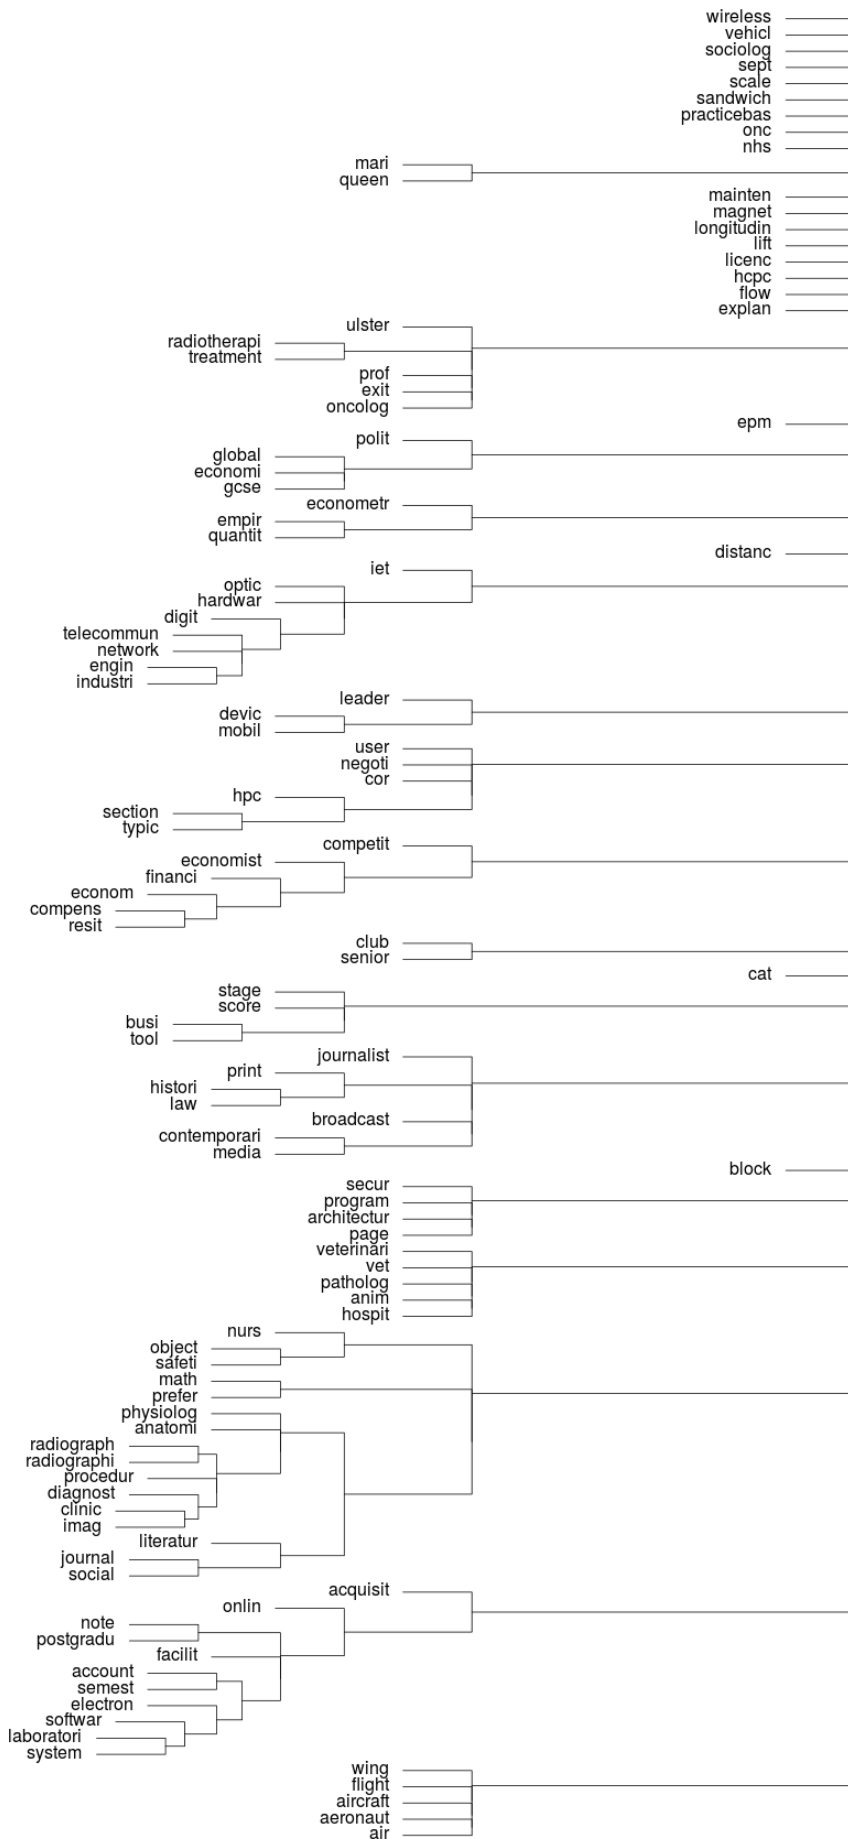 wireless
vehicl
sociolog
sept
scale
sandwich
practicebas
onc
nhs
mari
queen
mainten
magnet
longitudin
lift
licenc
hcpc
flow
explan
ulster
radiotherapi
treatment
prof
exit
oncolog
epm
polit
global
economi
gcse
econometr
empir
quantit
distanc
iet
optic
hardwar
digit
telecommun
network
engin
industri
leader
devic
mobil
user
negoti
cor
hpc
section
typic
competit
economist
financi
econom
compens
resit
club
senior
cat
stage
score
busi
tool
journalist
print
histori
law
broadcast
contemporari
media
block
secur
program
architectur
page
veterinari
vet
patholog
anim
hospit
nurs
object
safeti
math
prefer
physiolog
anatomi
radiograph
radiographi
procedur
diagnost
clinic
imag
literatur
journal
social
acquisit
onlin
note
postgradu
facilit
account
semest
electron
softwar
laboratori
system
wing
flight
aircraft
aeronaut
air